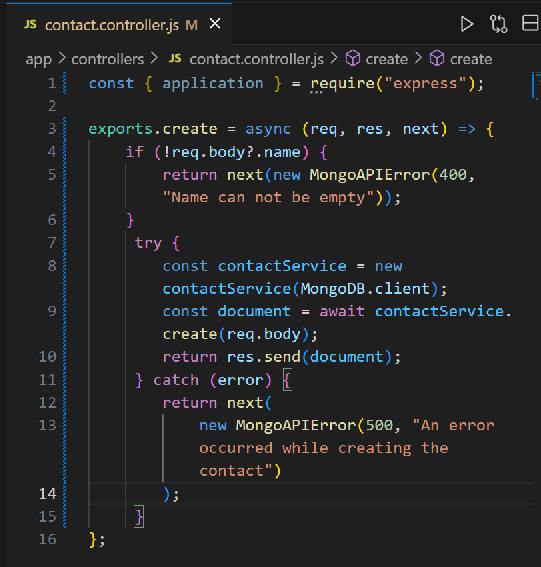 JS contact.controller.js M ×
app > controllers > JS contact.controller.js > create > create
1 const { application } = require("express");
2
3 exports.create = async (req, res, next) => {
4 if (!req.body?.name) {
5 return next(new MongoAPIError(400,
"Name can not be empty"));
6 }
7 try {
8 const contactService = new
contactService(MongoDB.client);
9 const document = await contactService.
create(req.body);
10 return res.send(document);
11 } catch (error) {
12 return next(
13 new MongoAPIError(500, "An error
occurred while creating the
contact")
14 );
15 }
16 };